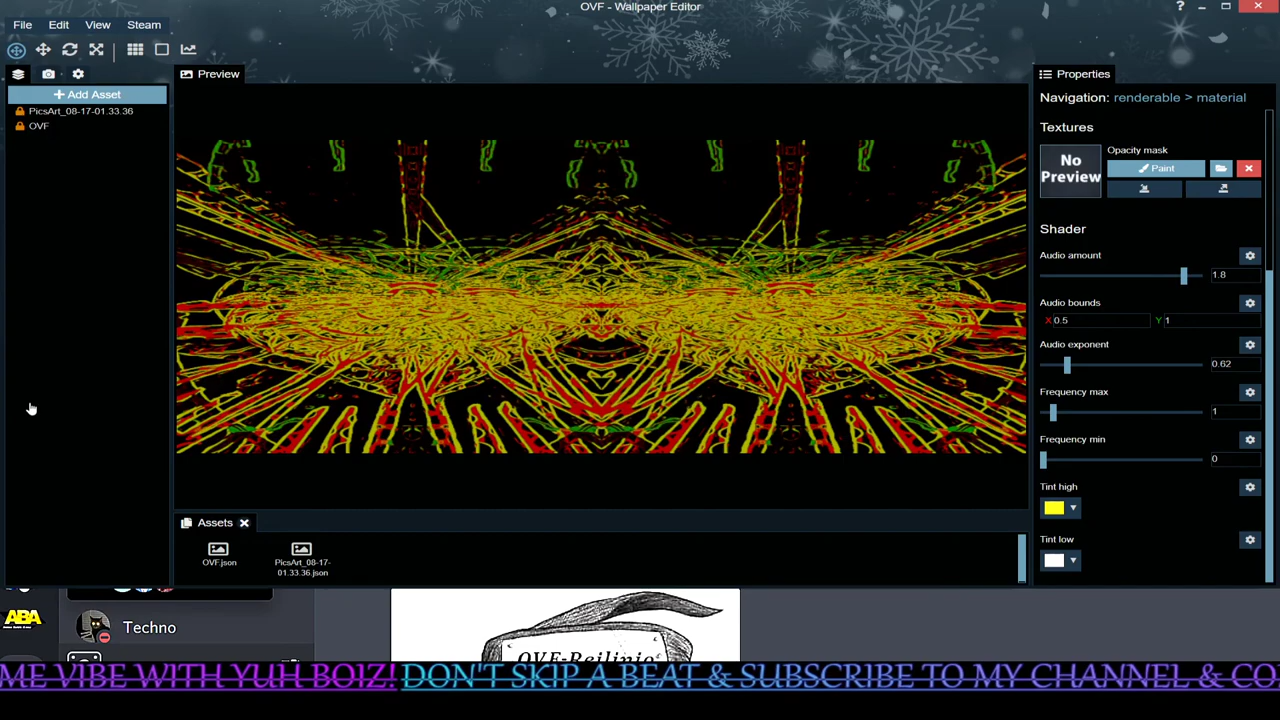 OVF - Wallpaper Editor
File Edit View Steam
Preview
Properties
Add Asset
PicsArt_08-17-01.33.36
OVF
Navigation: renderable > material
Textures
Opacity mask
No
Preview
Paint
Shader
Audio amount
1.8
Audio bounds
X 0.5 Y 1
Audio exponent
0.62
Frequency max
1
Frequency min
0
Tint high
Tint low
Assets
OVF.json
PicsArt_08-17-
01.33.36.json
ABA
Techno
OVF-Reilinio
ME VIBE WITH YUH BOIZ! DON'T SKIP A BEAT & SUBSCRIBE TO MY CHANNEL & CO